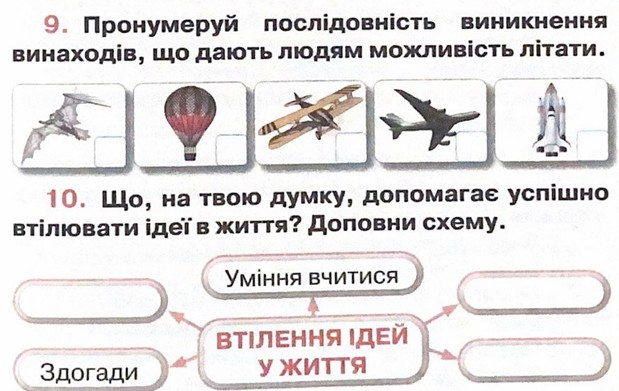 9. Пронумеруй послідовність виникнення
винаходів, що дають людям можливість літати.
10. Що, на твою думку, допомагає успішно
втілювати ідеї в життя? Доповни схему.
Уміння вчитися
ВТІЛЕННЯ ІДЕЙ
У ЖИТТЯ
Здогади